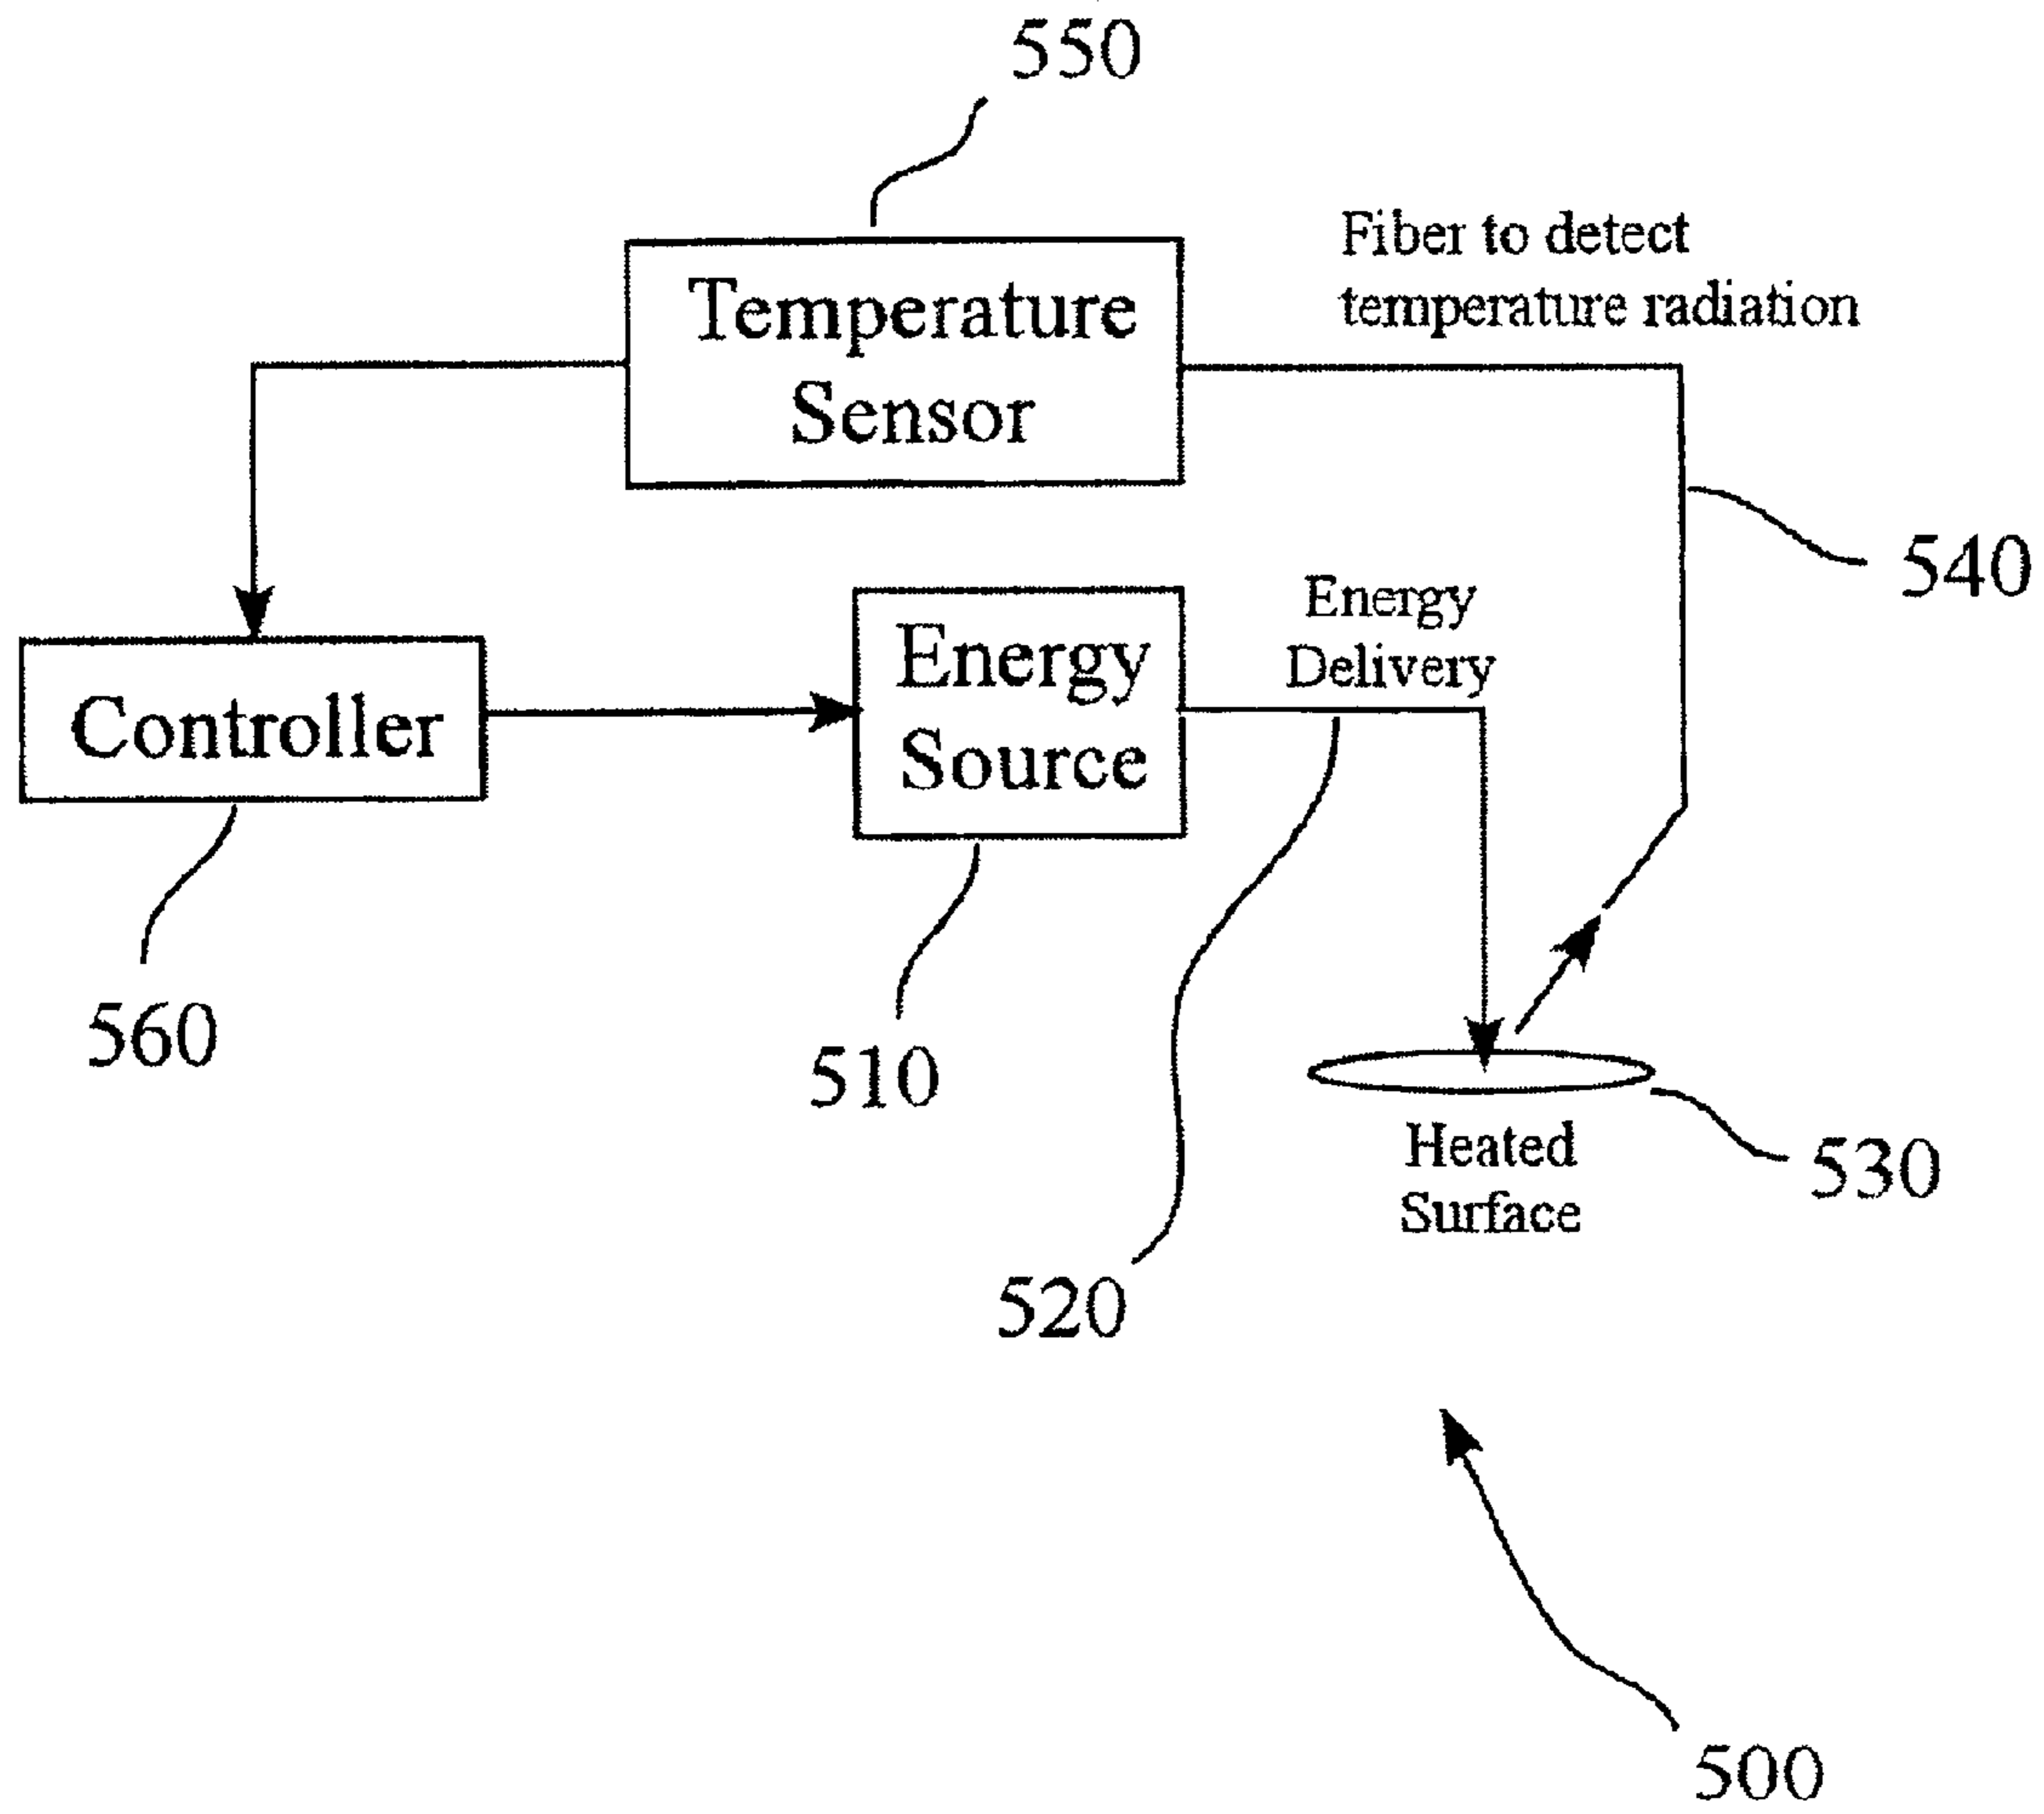 550
Temperature
Sensor
Fiber to detect
temperature radiation
540
Energy
Delivery
Controller
Energy
Source
560
510
Heated
Surface
530
520
500